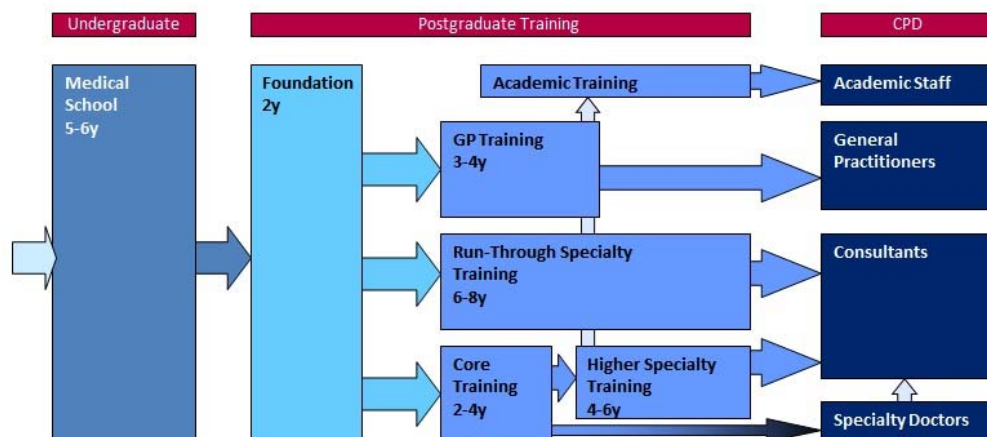 Undergraduate
Postgraduate Training
CPD
Medical
School
5-6y
Foundation
2y
Academic Training
Academic Staff
GP Training
3-4y
General
Practitioners
Run-Through Specialty
Training
6-8y
Consultants
Core
Training
2-4y
Higher Specialty
Training
4-6y
Specialty Doctors